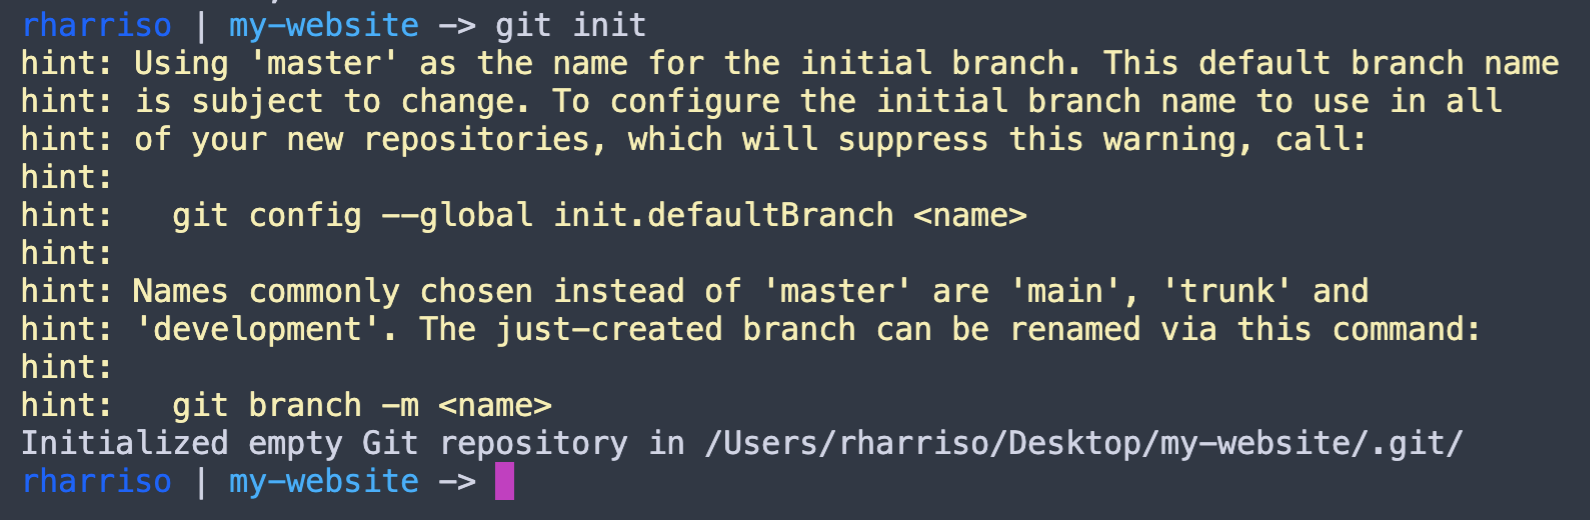 rharriso | my-website -> git init
hint: Using 'master' as the name for the initial branch. This default branch name
hint: is subject to change. To configure the initial branch name to use in all
hint: of your new repositories, which will suppress this warning, call:
hint:
hint:   git config --global init.defaultBranch <name>
hint:
hint: Names commonly chosen instead of 'master' are 'main', 'trunk' and
hint: 'development'. The just-created branch can be renamed via this command:
hint:
hint:   git branch -m <name>
Initialized empty Git repository in /Users/rharriso/Desktop/my-website/.git/
rharriso | my-website ->